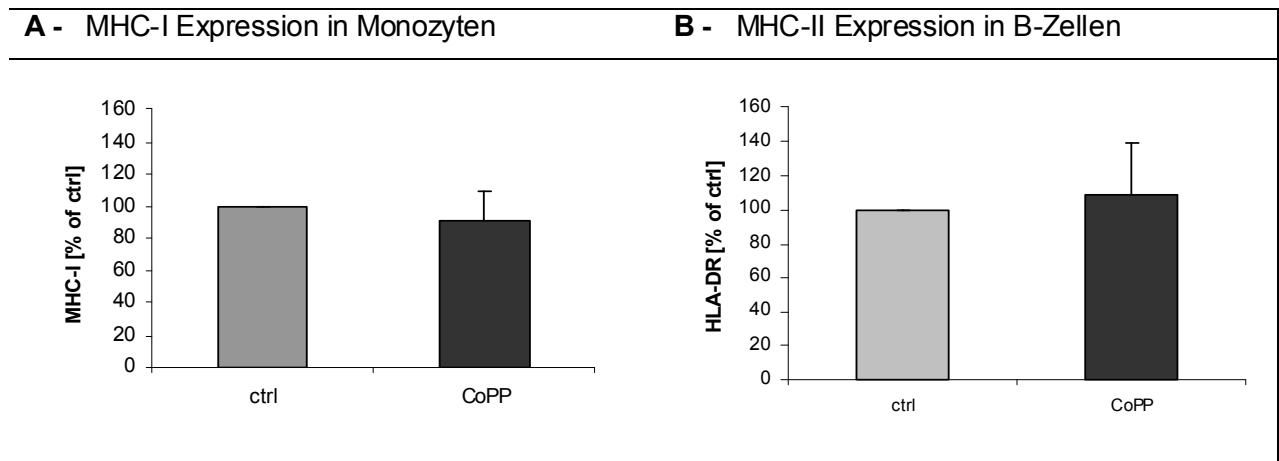 A - MHC-I Expression in Monozyten
B - MHC-II Expression in B-Zellen
MHC-I [% of ctrl]
160
140
120
100
80
60
40
20
0
ctrl
CoPP
HLA-DR [% of ctrl]
160
140
120
100
80
60
40
20
0
ctrl
CoPP